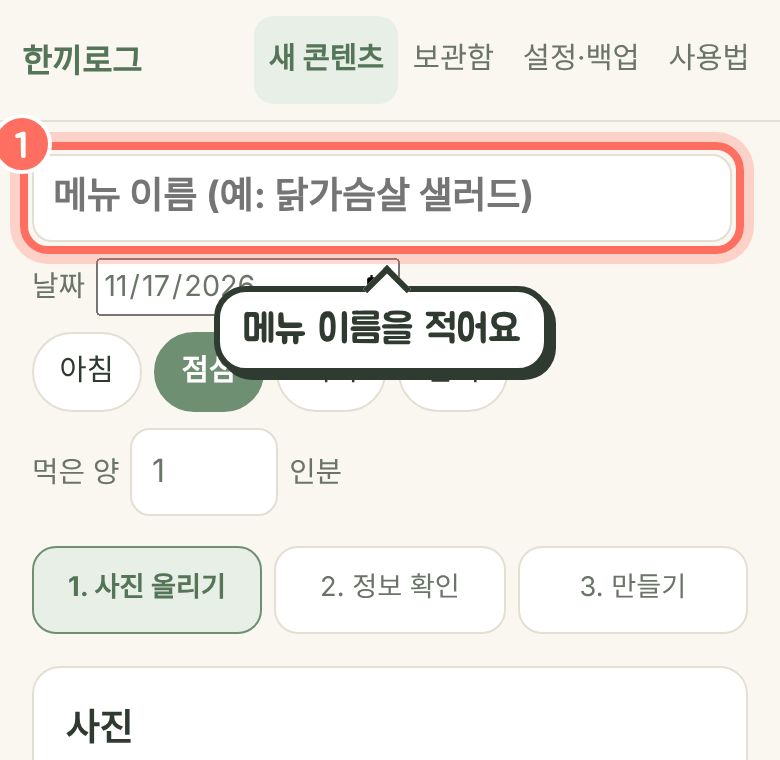 한끼로그
새 콘텐츠 보관함 설정·백업 사용법
1
메뉴 이름 (예: 닭가슴살 샐러드)
날짜 11/17/2026
메뉴 이름을 적어요
아침 점심
먹은 양 1 인분
1. 사진 올리기 2. 정보 확인 3. 만들기
사진